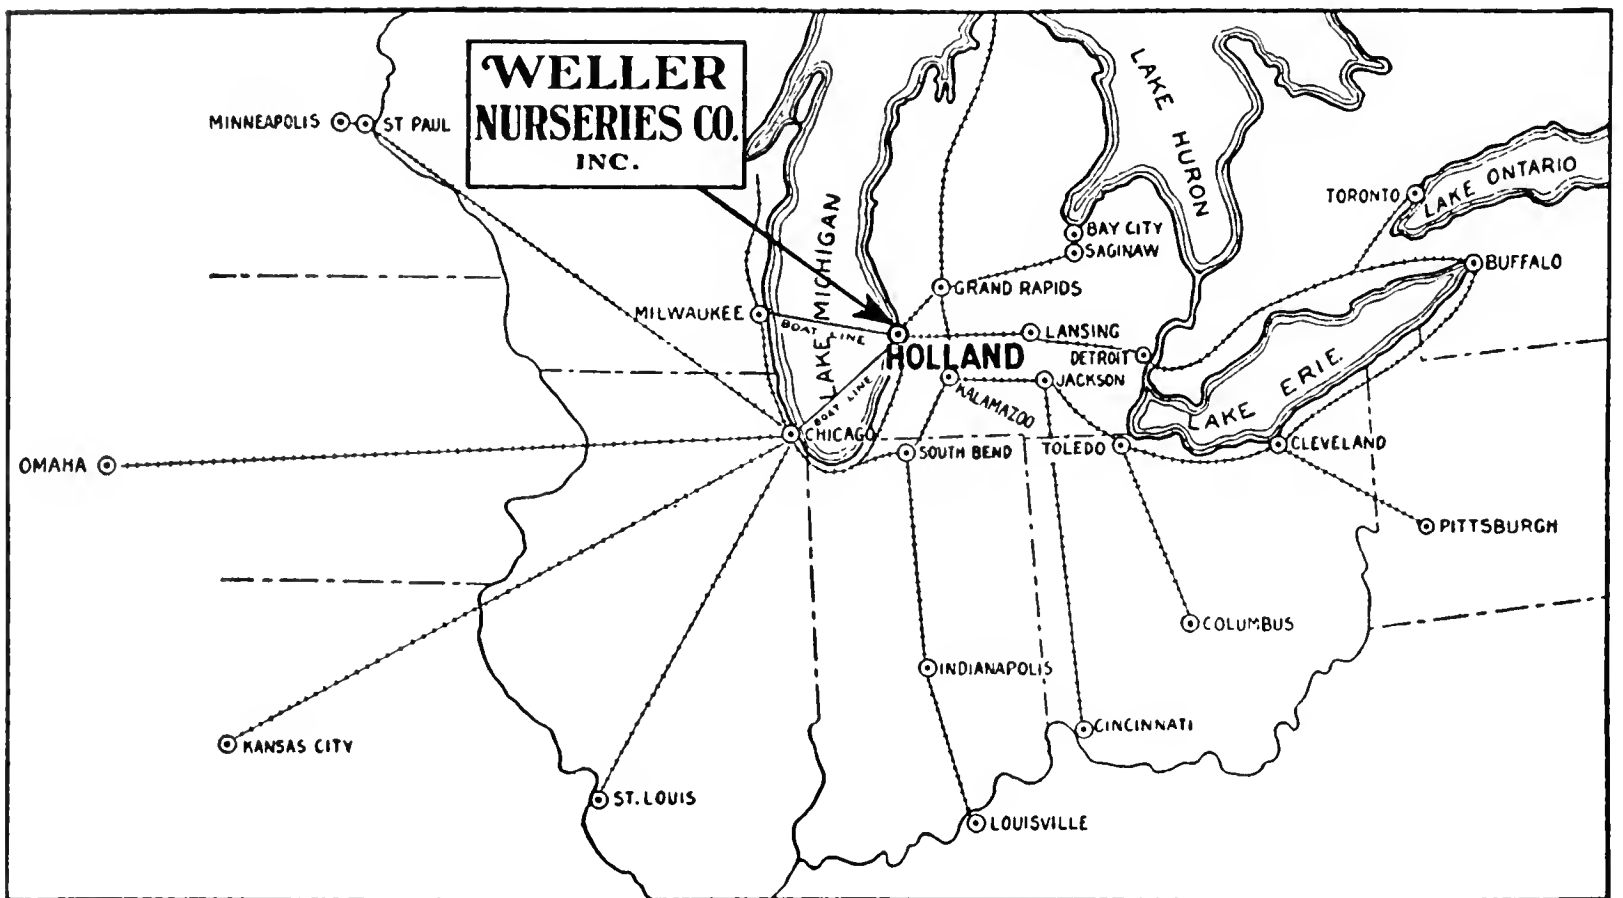 WELLER
NURSERIES CO.
INC.
MINNEAPOLIS
ST PAUL
LAKE HURON
LAKE MICHIGAN
TORONTO
LAKE ONTARIO
BAY CITY
SAGINAW
BUFFALO
GRAND RAPIDS
MILWAUKEE
BOAT LINE
LANSING
HOLLAND
DETROIT
BOAT LINE
KALAMAZOO
JACKSON
LAKE ERIE.
CHICAGO
SOUTH BEND
TOLEDO
CLEVELAND
OMAHA
PITTSBURGH
COLUMBUS
INDIANAPOLIS
CINCINNATI
KANSAS CITY
ST. LOUIS
LOUISVILLE